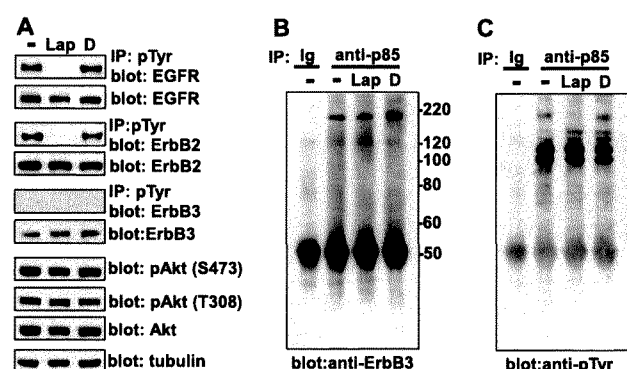 A
- Lap D
IP: pTyr
blot: EGFR
blot: EGFR
IP:pTyr
blot: ErbB2
blot: ErbB2
IP: pTyr
blot: ErbB3
blot:ErbB3
blot: pAkt (S473)
blot: pAkt (T308)
blot: Akt
blot: tubulin
B
IP: Ig anti-p85
- - Lap D
220
-120
-100
-80
-60
-50
blot:anti-ErbB3
C
IP: Ig anti-p85
- - Lap D
blot:anti-pTyr